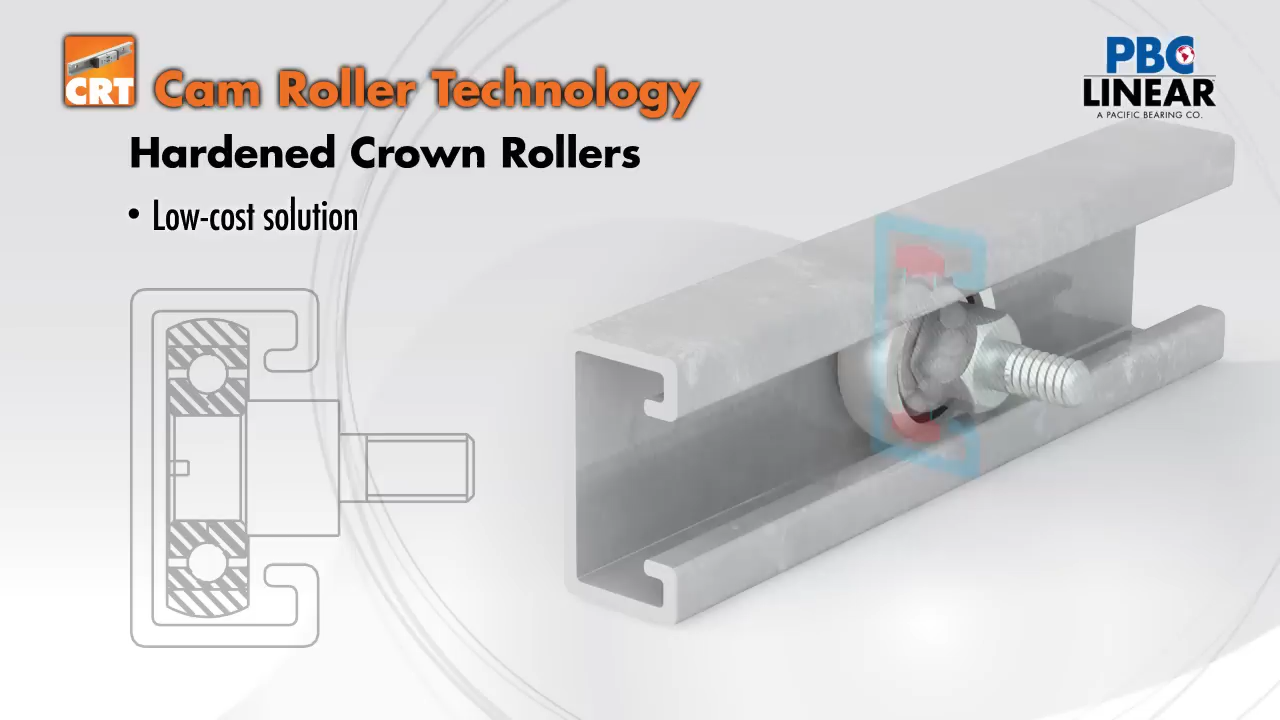 CRT
Cam Roller Technology
PBC
LINEAR
A PACIFIC BEARING CO.
Hardened Crown Rollers
• Low-cost solution